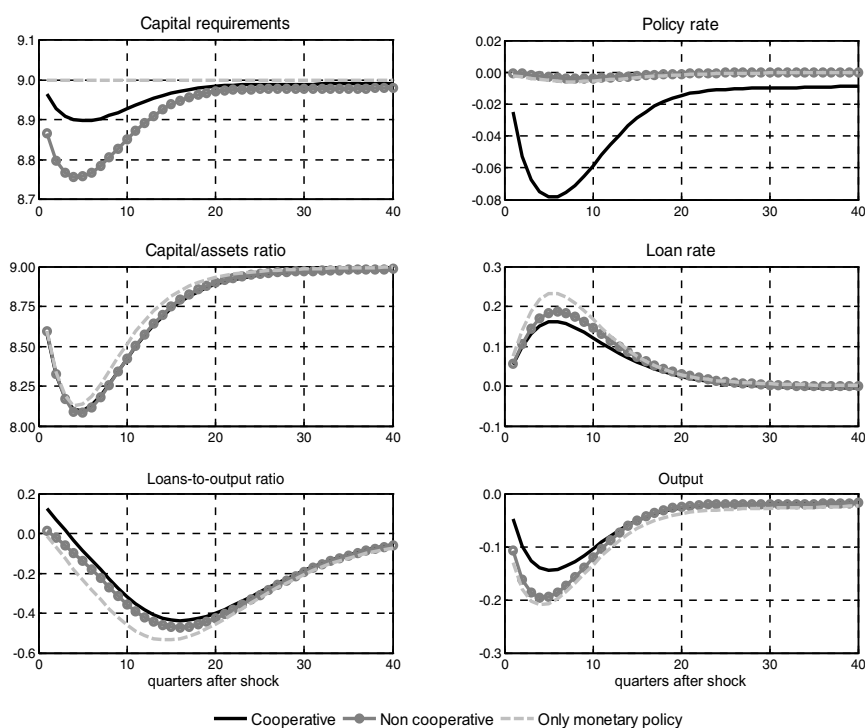 Capital requirements
9.1
9.0
8.9
8.8
8.7
0 10 20 30 40
Policy rate
0.02
0.00
-0.02
-0.04
-0.06
-0.08
0 10 20 30 40
Capital/assets ratio
9.00
8.75
8.50
8.25
8.00
0 10 20 30 40
Loan rate
0.3
0.2
0.1
0.0
-0.1
0 10 20 30 40
Loans-to-output ratio
0.2
0.0
-0.2
-0.4
-0.6
0 10 20 30 40
quarters after shock
Output
0.0
-0.1
-0.2
-0.3
0 10 20 30 40
quarters after shock
Cooperative Non cooperative Only monetary policy